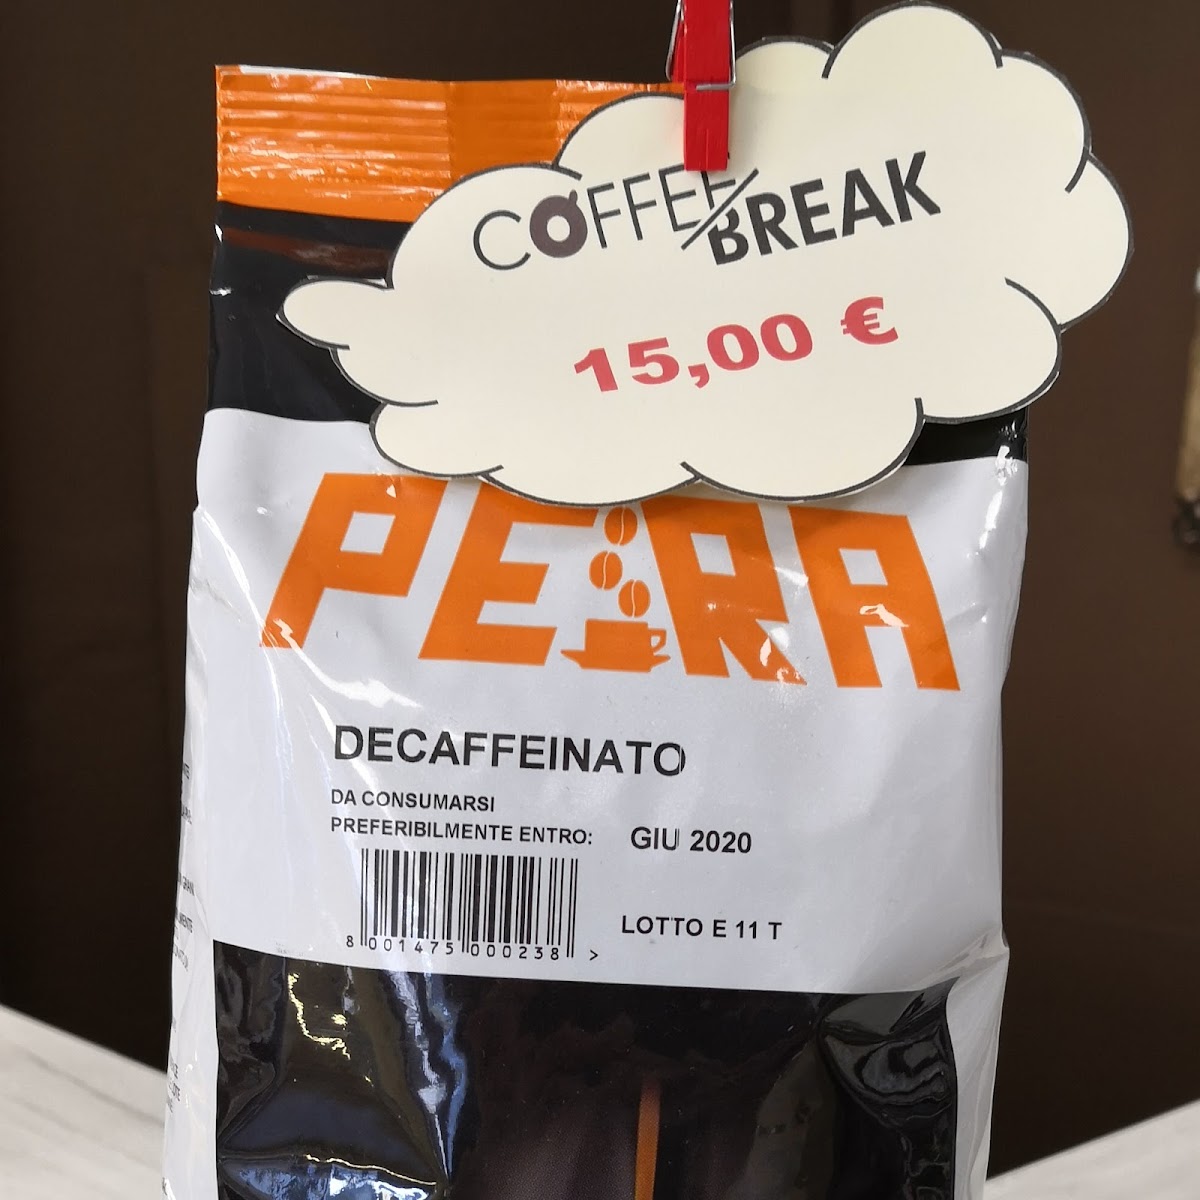 COFFEE BREAK
15,00 €
PERA
DECAFFEINATO
DA CONSUMARSI
PREFERIBILMENTE ENTRO: GIU 2020
8 001475 000238 >
LOTTO E 11 T